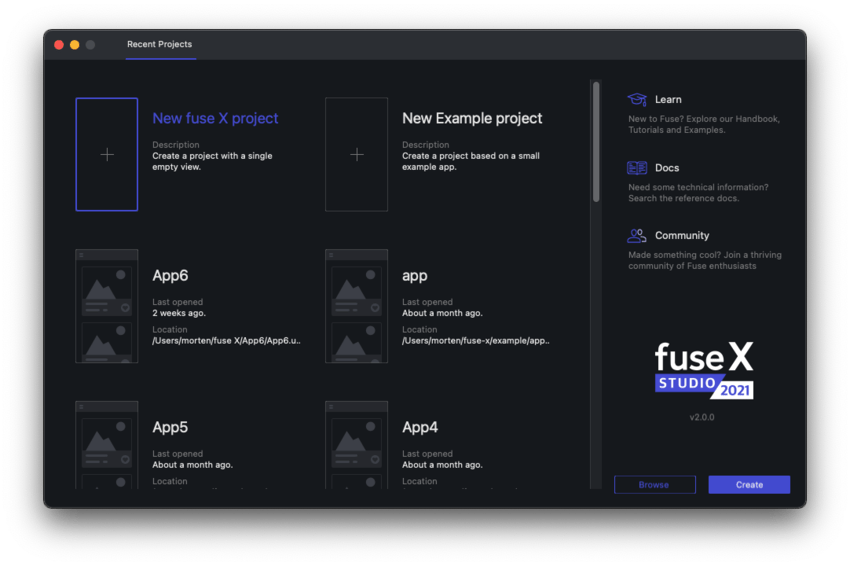 Recent Projects
New fuse X project
Description
Create a project with a single
empty view.
New Example project
Description
Create a project based on a small
example app.
App6
Last opened
2 weeks ago.
Location
/Users/morten/fuse X/App6/App6.u..
app
Last opened
About a month ago.
Location
/Users/morten/fuse-x/example/app..
App5
Last opened
About a month ago.
Location
App4
Last opened
About a month ago.
Location
Learn
New to Fuse? Explore our Handbook,
Tutorials and Examples.
Docs
Need some technical information?
Search the reference docs.
Community
Made something cool? Join a thriving
community of Fuse enthusiasts
fuse X
STUDIO 2021
v2.0.0
Browse
Create